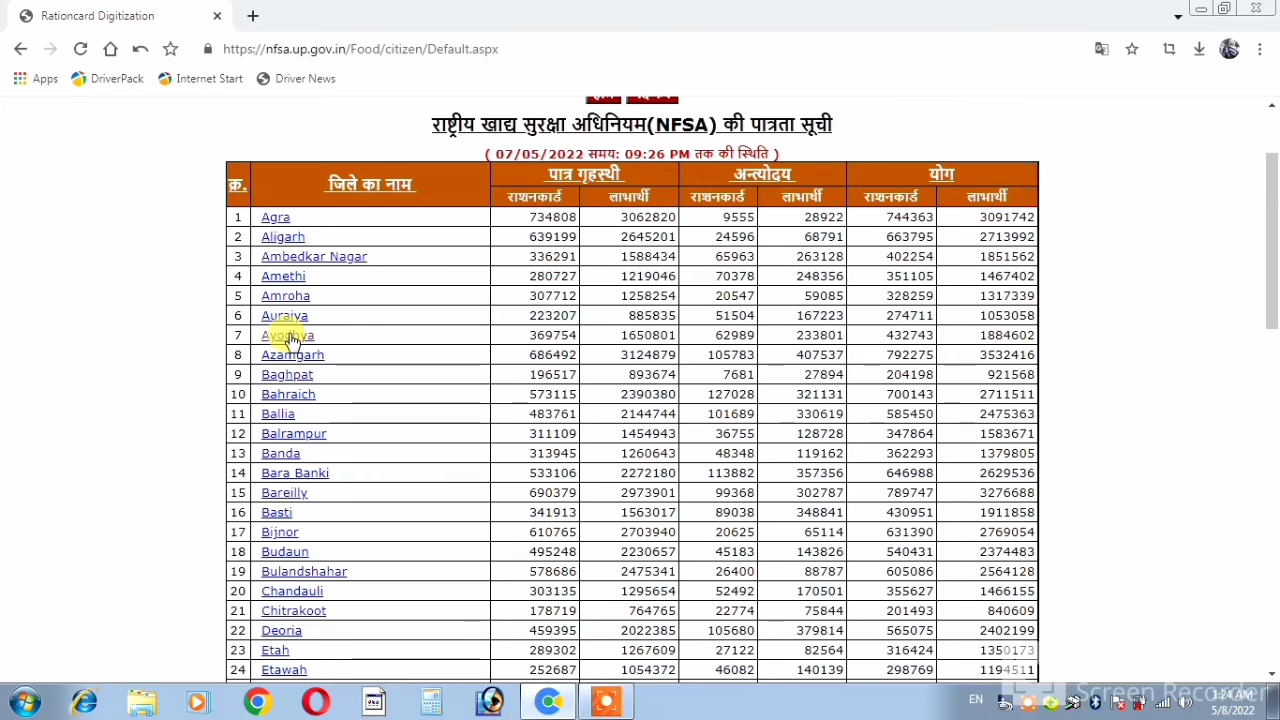 Rationcard Digitization
https://nfsa.up.gov.in/Food/citizen/Default.aspx
Apps DriverPack Internet Start Driver News
राष्ट्रीय खाद्य सुरक्षा अधिनियम(NFSA) की पात्रता सूची
( 07/05/2022 समय: 09:26 PM तक की स्थिति )
क्र. जिले का नाम पात्र गृहस्थी अन्त्योदय योग
राशनकार्ड लाभार्थी राशनकार्ड लाभार्थी राशनकार्ड लाभार्थी
1 Agra 734808 3062820 9555 28922 744363 3091742
2 Aligarh 639199 2645201 24596 68791 663795 2713992
3 Ambedkar Nagar 336291 1588434 65963 263128 402254 1851562
4 Amethi 280727 1219046 70378 248356 351105 1467402
5 Amroha 307712 1258254 20547 59085 328259 1317339
6 Auraiya 223207 885835 51504 167223 274711 1053058
7 Ayodhya 369754 1650801 62989 233801 432743 1884602
8 Azamgarh 686492 3124879 105783 407537 792275 3532416
9 Baghpat 196517 893674 7681 27894 204198 921568
10 Bahraich 573115 2390380 127028 321131 700143 2711511
11 Ballia 483761 2144744 101689 330619 585450 2475363
12 Balrampur 311109 1454943 36755 128728 347864 1583671
13 Banda 313945 1260643 48348 119162 362293 1379805
14 Bara Banki 533106 2272180 113882 357356 646988 2629536
15 Bareilly 690379 2973901 99368 302787 789747 3276688
16 Basti 341913 1563017 89038 348841 430951 1911858
17 Bijnor 610765 2703940 20625 65114 631390 2769054
18 Budaun 495248 2230657 45183 143826 540431 2374483
19 Bulandshahar 578686 2475341 26400 88787 605086 2564128
20 Chandauli 303135 1295654 52492 170501 355627 1466155
21 Chitrakoot 178719 764765 22774 75844 201493 840609
22 Deoria 459395 2022385 105680 379814 565075 2402199
23 Etah 289302 1267609 27122 82564 316424 1350173
24 Etawah 252687 1054372 46082 140139 298769 1194511
Screen Recorder
EN 1:24 AM
5/8/2022